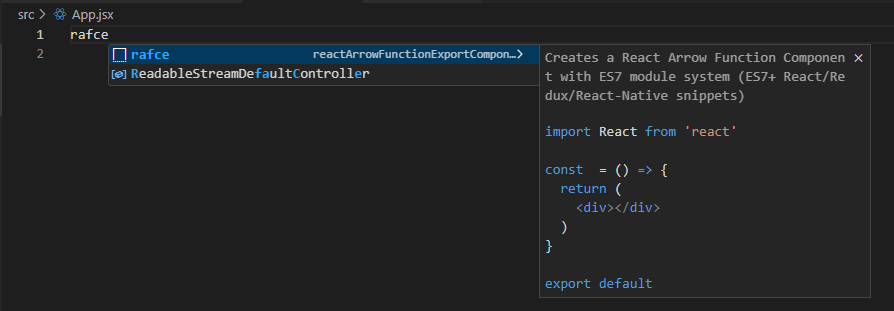 src > App.jsx
1 rafce
2
rafce reactArrowFunctionExportCompon...>
ReadableStreamDefaultController
Creates a React Arrow Function Componen
t with ES7 module system (ES7+ React/Re
dux/React-Native snippets)
import React from 'react'
const  = () => {
  return (
    <div></div>
  )
}
export default